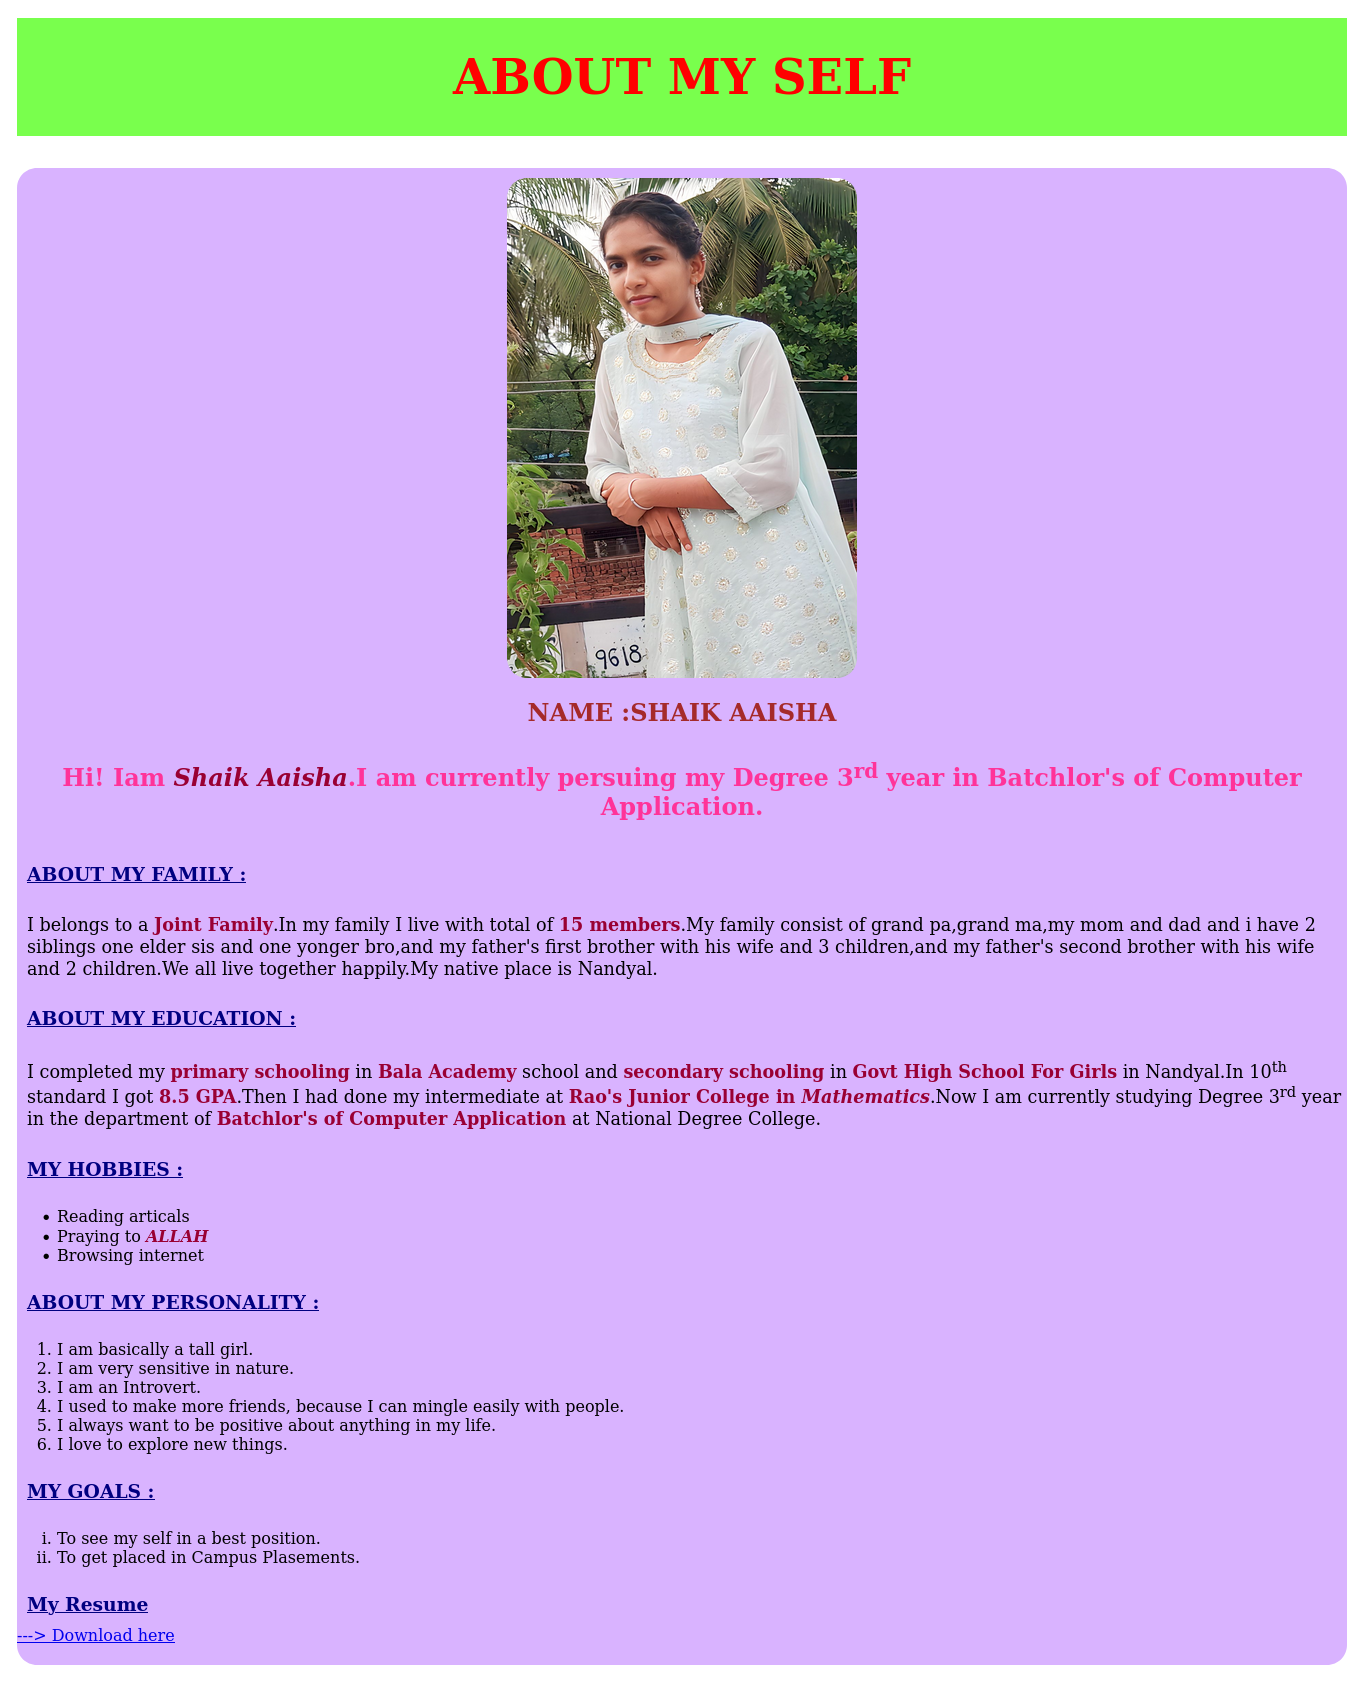 ABOUT MY SELF
9618
NAME :SHAIK AAISHA
Hi! Iam Shaik Aaisha.I am currently persuing my Degree 3rd year in Batchlor's of Computer
Application.
ABOUT MY FAMILY :
I belongs to a Joint Family.In my family I live with total of 15 members.My family consist of grand pa,grand ma,my mom and dad and i have 2
siblings one elder sis and one yonger bro,and my father's first brother with his wife and 3 children,and my father's second brother with his wife
and 2 children.We all live together happily.My native place is Nandyal.
ABOUT MY EDUCATION :
I completed my primary schooling in Bala Academy school and secondary schooling in Govt High School For Girls in Nandyal.In 10th
standard I got 8.5 GPA.Then I had done my intermediate at Rao's Junior College in Mathematics.Now I am currently studying Degree 3rd year
in the department of Batchlor's of Computer Application at National Degree College.
MY HOBBIES :
• Reading articals
• Praying to ALLAH
• Browsing internet
ABOUT MY PERSONALITY :
1. I am basically a tall girl.
2. I am very sensitive in nature.
3. I am an Introvert.
4. I used to make more friends, because I can mingle easily with people.
5. I always want to be positive about anything in my life.
6. I love to explore new things.
MY GOALS :
i. To see my self in a best position.
ii. To get placed in Campus Plasements.
My Resume
---> Download here